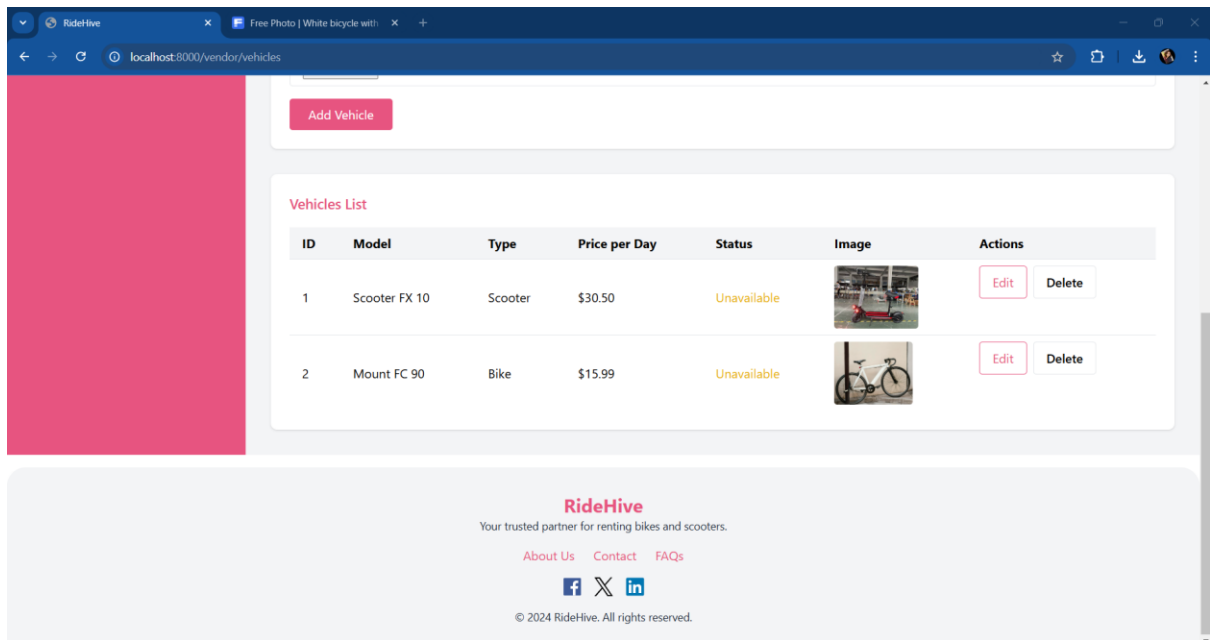 RideHive
Free Photo | White bicycle with
localhost:8000/vendor/vehicles
Add Vehicle
Vehicles List
ID Model Type Price per Day Status Image Actions
1 Scooter FX 10 Scooter $30.50 Unavailable Edit Delete
2 Mount FC 90 Bike $15.99 Unavailable Edit Delete
RideHive
Your trusted partner for renting bikes and scooters.
About Us Contact FAQs
© 2024 RideHive. All rights reserved.